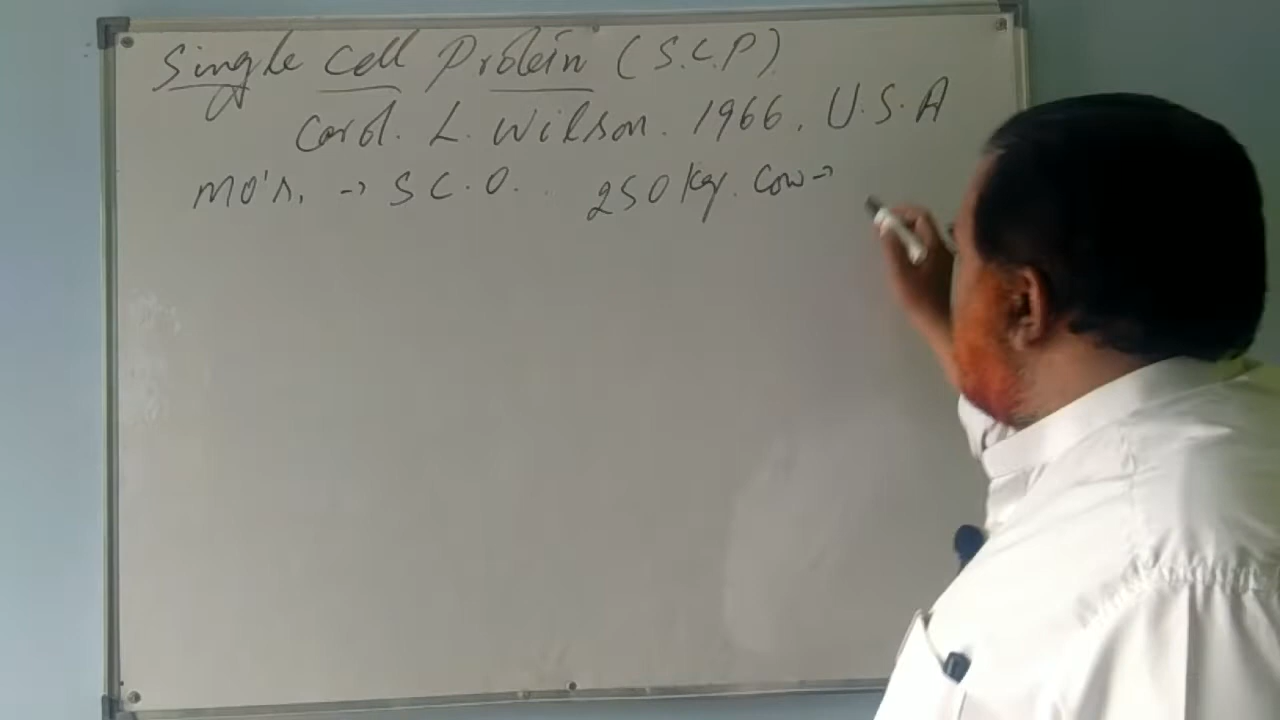 Single Cell Protein (S.C.P)
Carol. L. Wilson. 1966. U.S.A
MO's. → S C. O. 250 Kg. Cow →